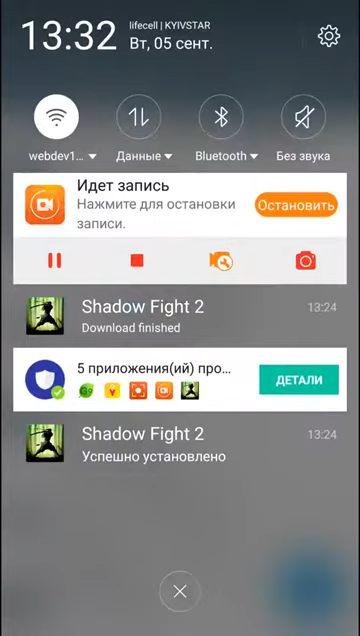 13:32
lifecell | KYIVSTAR
Вт, 05 сент.
webdev1...
Данные
Bluetooth
Без звука
Идет запись
Нажмите для остановки
записи.
Остановить
Shadow Fight 2
13:24
Download finished
5 приложения(ий) про...
ДЕТАЛИ
Shadow Fight 2
13:24
Успешно установлено